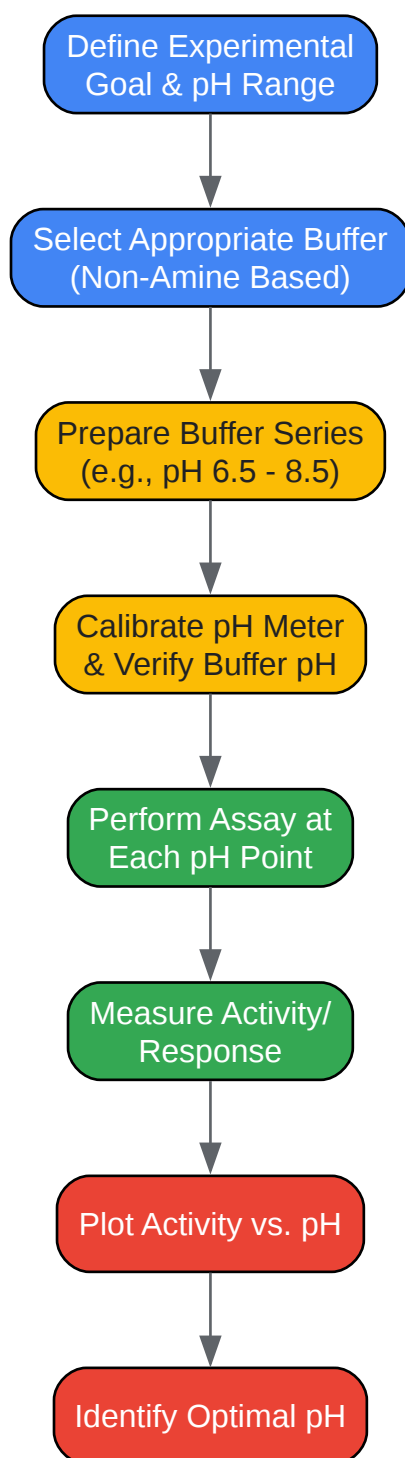 Define Experimental
Goal & pH Range
Select Appropriate Buffer
(Non-Amine Based)
Prepare Buffer Series
(e.g., pH 6.5 - 8.5)
Calibrate pH Meter
& Verify Buffer pH
Perform Assay at
Each pH Point
Measure Activity/
Response
Plot Activity vs. pH
Identify Optimal pH